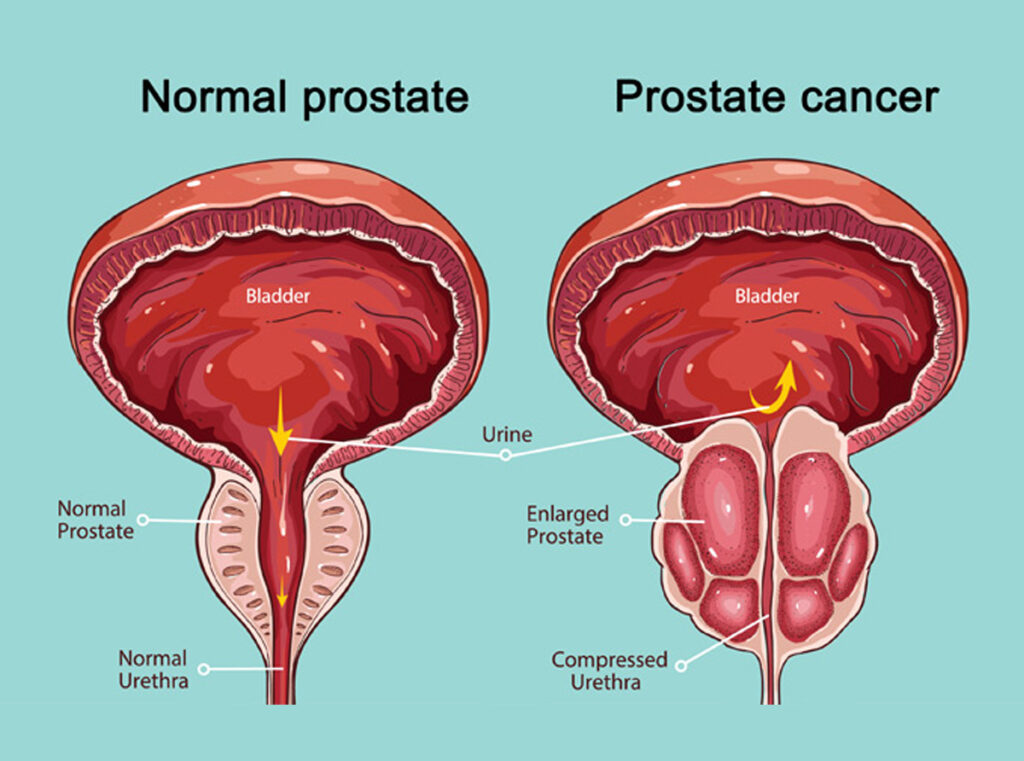 Normal prostate
Prostate cancer
Bladder
Bladder
Urine
Normal
Prostate
Enlarged
Prostate
Normal
Urethra
Compressed
Urethra